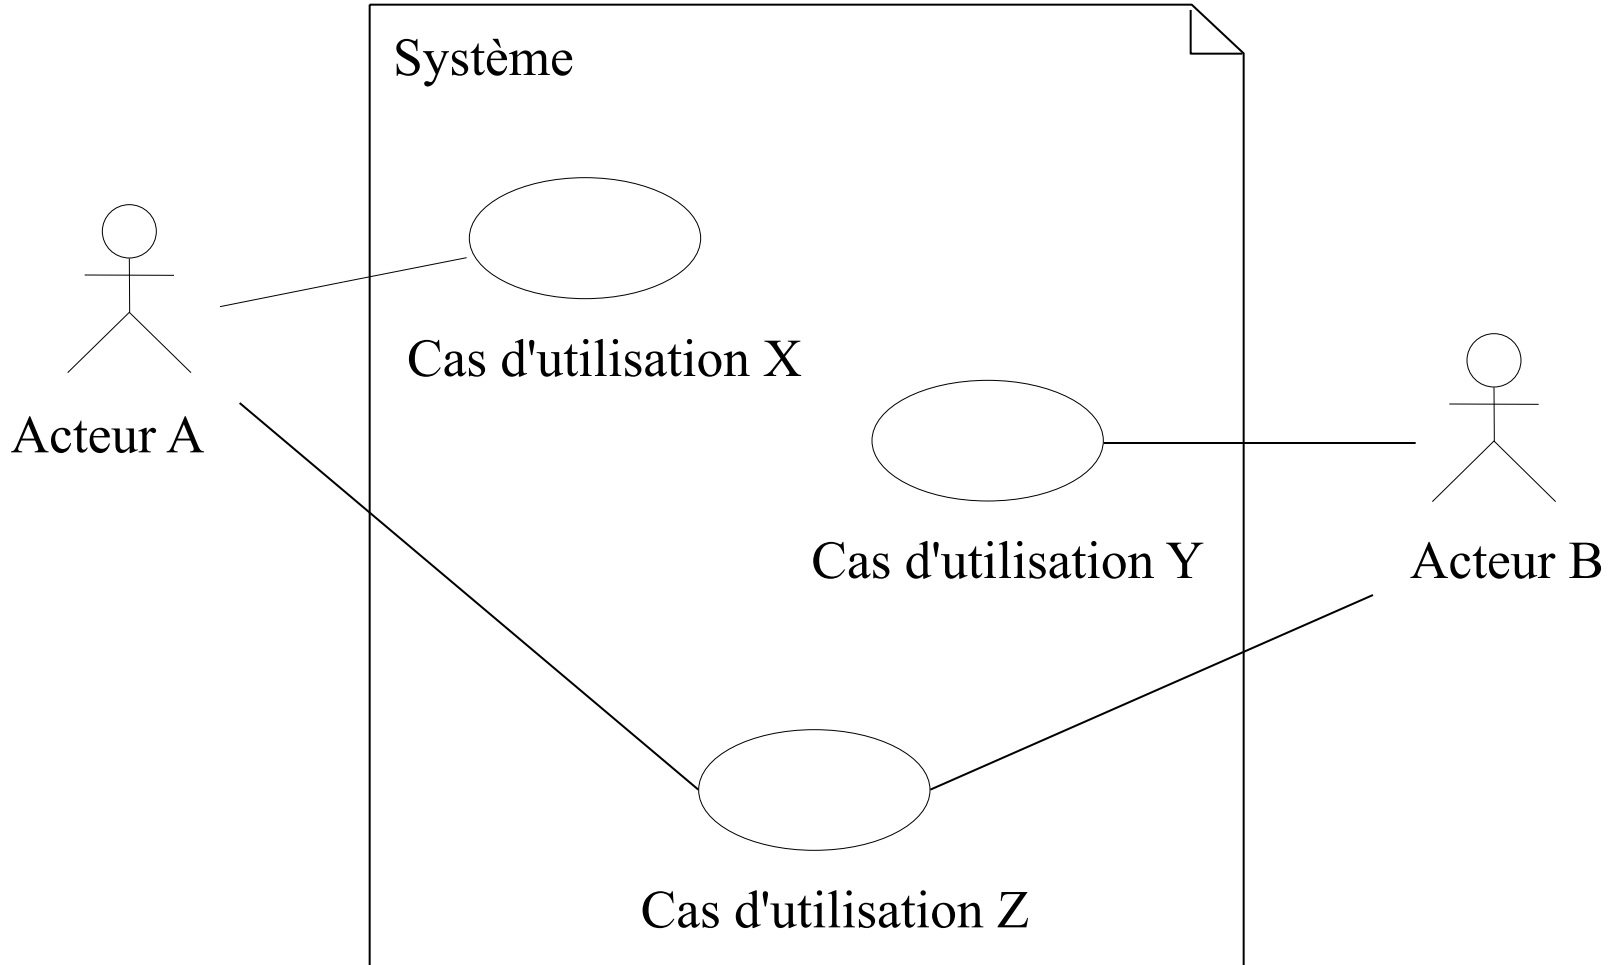 Système
Cas d'utilisation X
Acteur A
Cas d'utilisation Y
Acteur B
Cas d'utilisation Z